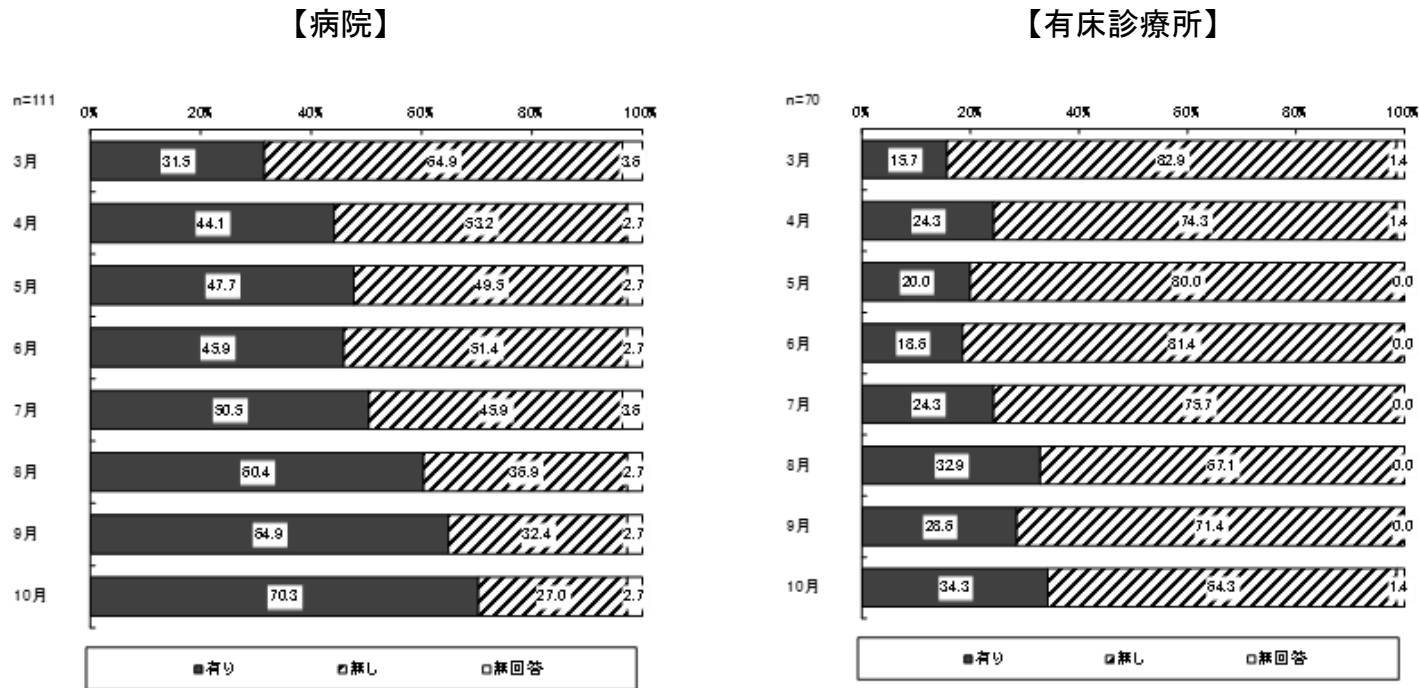 【病院】
n=111
0% 20% 40% 60% 80% 100%
3月 31.5 64.9 3.6
4月 44.1 53.2 2.7
5月 47.7 49.5 2.7
6月 45.9 51.4 2.7
7月 50.5 45.9 3.6
8月 60.4 36.9 2.7
9月 64.9 32.4 2.7
10月 70.3 27.0 2.7
有り 無し 無回答
【有床診療所】
n=70
0% 20% 40% 60% 80% 100%
3月 15.7 82.9 1.4
4月 24.3 74.3 1.4
5月 20.0 80.0 0.0
6月 18.6 81.4 0.0
7月 24.3 75.7 0.0
8月 32.9 67.1 0.0
9月 28.6 71.4 0.0
10月 34.3 64.3 1.4
有り 無し 無回答